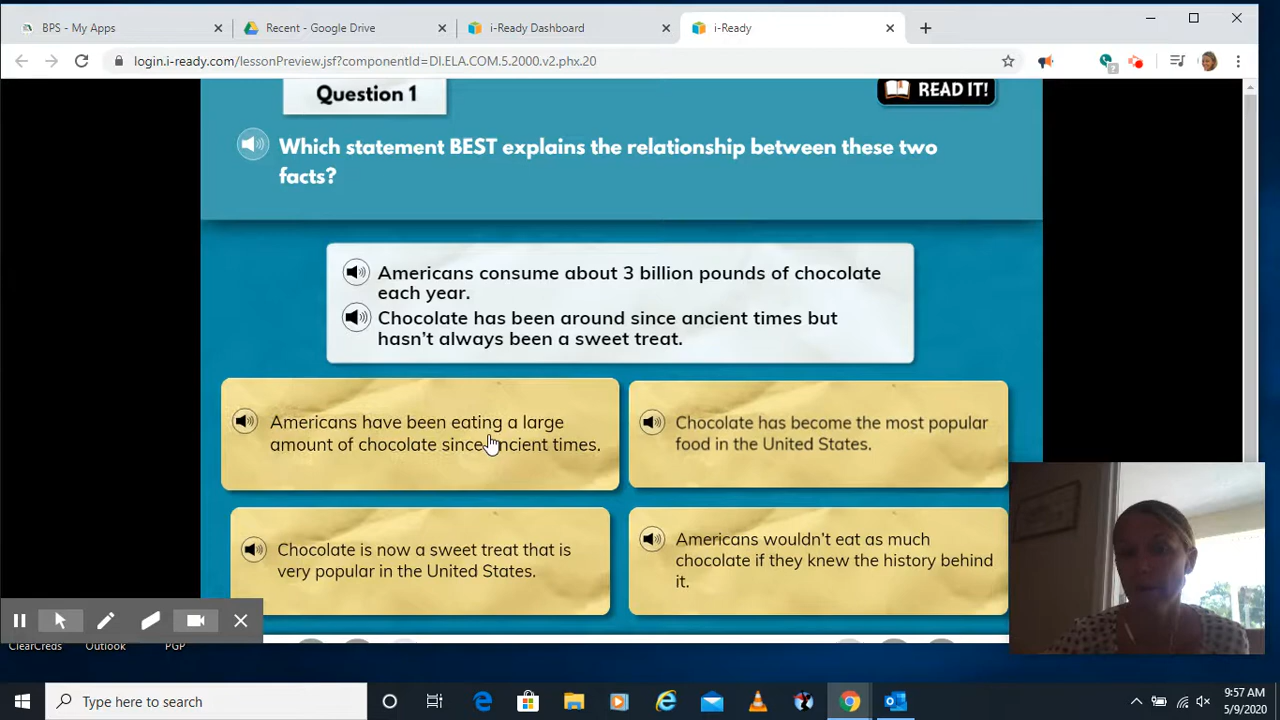 BPS - My Apps
Recent - Google Drive
i-Ready Dashboard
i-Ready
login.i-ready.com/lessonPreview.jsf?componentId=DI.ELA.COM.5.2000.v2.phx.20
Question 1
READ IT!
Which statement BEST explains the relationship between these two
facts?
Americans consume about 3 billion pounds of chocolate
each year.
Chocolate has been around since ancient times but
hasn't always been a sweet treat.
Americans have been eating a large
amount of chocolate since ancient times.
Chocolate has become the most popular
food in the United States.
Chocolate is now a sweet treat that is
very popular in the United States.
Americans wouldn't eat as much
chocolate if they knew the history behind
it.
ClearCreds
Outlook
PGP
Type here to search
9:57 AM
5/9/2020